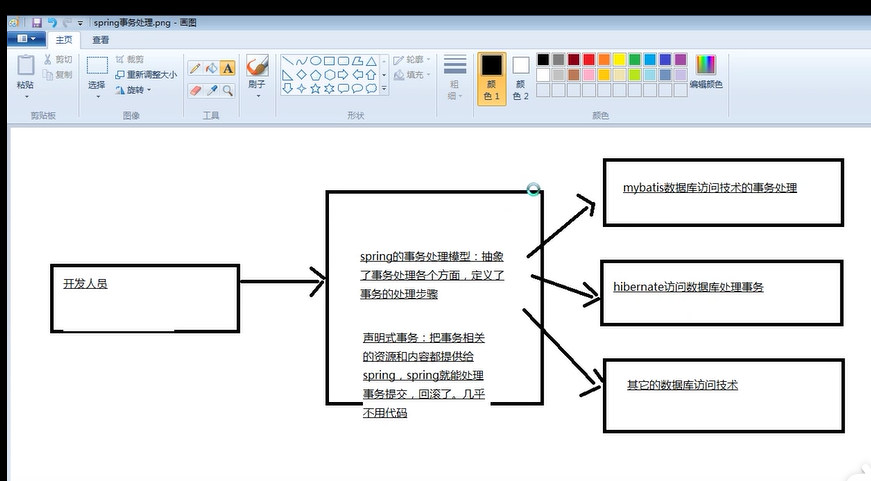 spring事务处理.png - 画图
主页 查看
剪切
复制
粘贴
剪贴板
裁剪
重新调整大小
旋转
选择
图像
A
工具
刷子
轮廓
填充
形状
粗细
颜色 1
颜色 2
编辑颜色
颜色
开发人员
spring的事务处理模型：抽象
了事务处理各个方面，定义了
事务的处理步骤
声明式事务：把事务相关
的资源和内容都提供给
spring，spring就能处理
事务提交，回滚了。几乎
不用代码
mybatis数据库访问技术的事务处理
hibernate访问数据库处理事务
其它的数据库访问技术